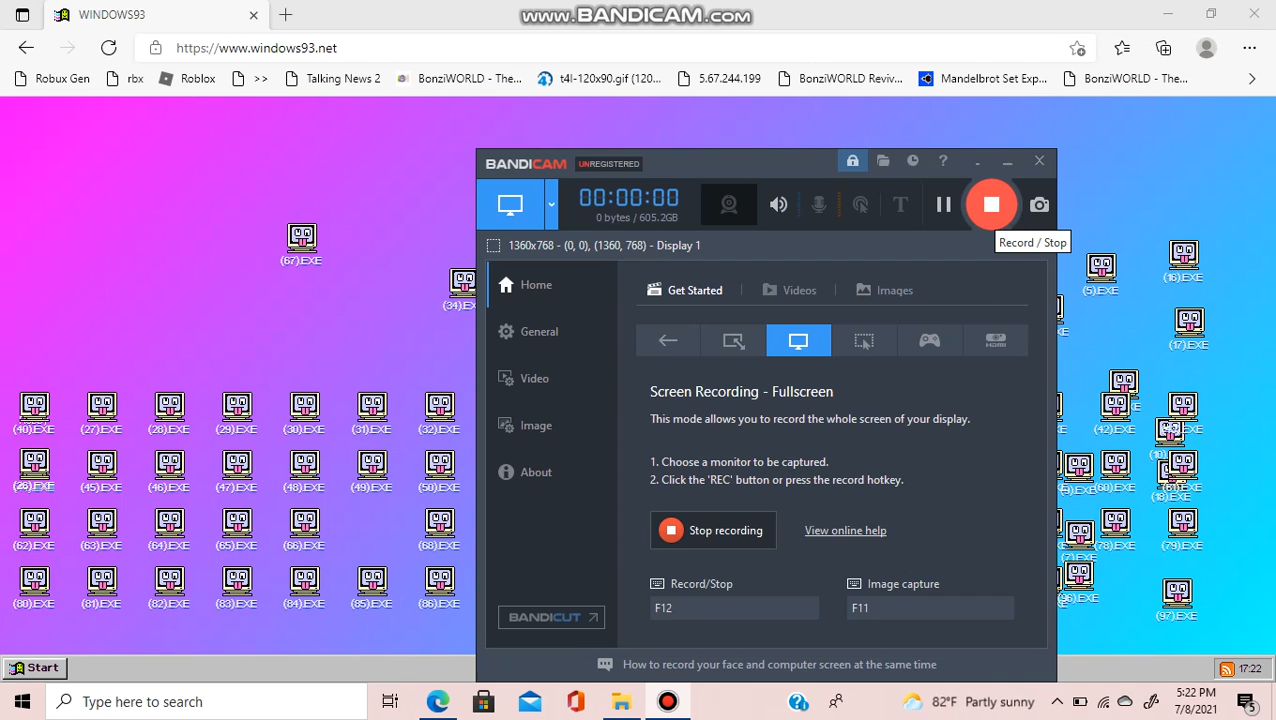 www.BANDICAM.com
WINDOWS93
https://www.windows93.net
Robux Gen
rbx
Roblox
>>
Talking News 2
BonziWORLD - The...
t4l-120x90.gif (120...
5.67.244.199
BonziWORLD Reviv...
Mandelbrot Set Exp...
BonziWORLD - The...
BANDICAM UNREGISTERED
00:00:00
0 bytes / 605.2GB
Record / Stop
1360x768 - (0, 0), (1360, 768) - Display 1
Home
General
Video
Image
About
BANDICUT
Get Started
Videos
Images
HDMI
Screen Recording - Fullscreen
This mode allows you to record the whole screen of your display.
1. Choose a monitor to be captured.
2. Click the 'REC' button or press the record hotkey.
Stop recording
View online help
Record/Stop
Image capture
F12
F11
How to record your face and computer screen at the same time
(67).EXE
(34).EXE
(5).EXE
(16).EXE
(17).EXE
(40).EXE (27).EXE (28).EXE (29).EXE (30).EXE (31).EXE (32).EXE (42).EXE
(45).EXE (46).EXE (47).EXE (48).EXE (49).EXE (50).EXE (60).EXE
(18).EXE
(62).EXE (63).EXE (64).EXE (65).EXE (66).EXE (68).EXE (78).EXE (79).EXE
(80).EXE (81).EXE (82).EXE (83).EXE (84).EXE (85).EXE (86).EXE
(97).EXE
Start
17:22
Type here to search
82°F Partly sunny
5:22 PM
7/8/2021
5